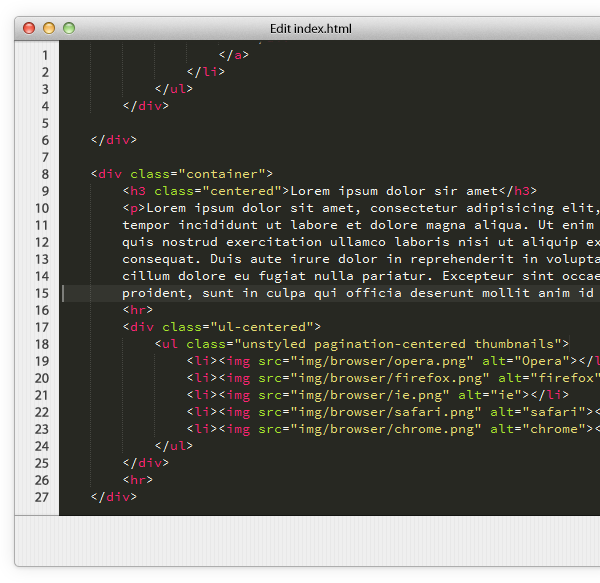 Edit index.html
1 </a>
2 </li>
3 </ul>
4 </div>
5
6 </div>
7
8 <div class="container">
9 <h3 class="centered">Lorem ipsum dolor sir amet</h3>
10 <p>Lorem ipsum dolor sit amet, consectetur adipisicing elit,
11 tempor incididunt ut labore et dolore magna aliqua. Ut enim
12 quis nostrud exercitation ullamco laboris nisi ut aliquip ex
13 consequat. Duis aute irure dolor in reprehenderit in volupta
14 cillum dolore eu fugiat nulla pariatur. Excepteur sint occae
15 proident, sunt in culpa qui officia deserunt mollit anim id
16 <hr>
17 <div class="ul-centered">
18 <ul class="unstyled pagination-centered thumbnails">
19 <li><img src="img/browser/opera.png" alt="Opera"></l
20 <li><img src="img/browser/firefox.png" alt="firefox"
21 <li><img src="img/browser/ie.png" alt="ie"></li>
22 <li><img src="img/browser/safari.png" alt="safari"><
23 <li><img src="img/browser/chrome.png" alt="chrome"><
24 </ul>
25 </div>
26 <hr>
27 </div>